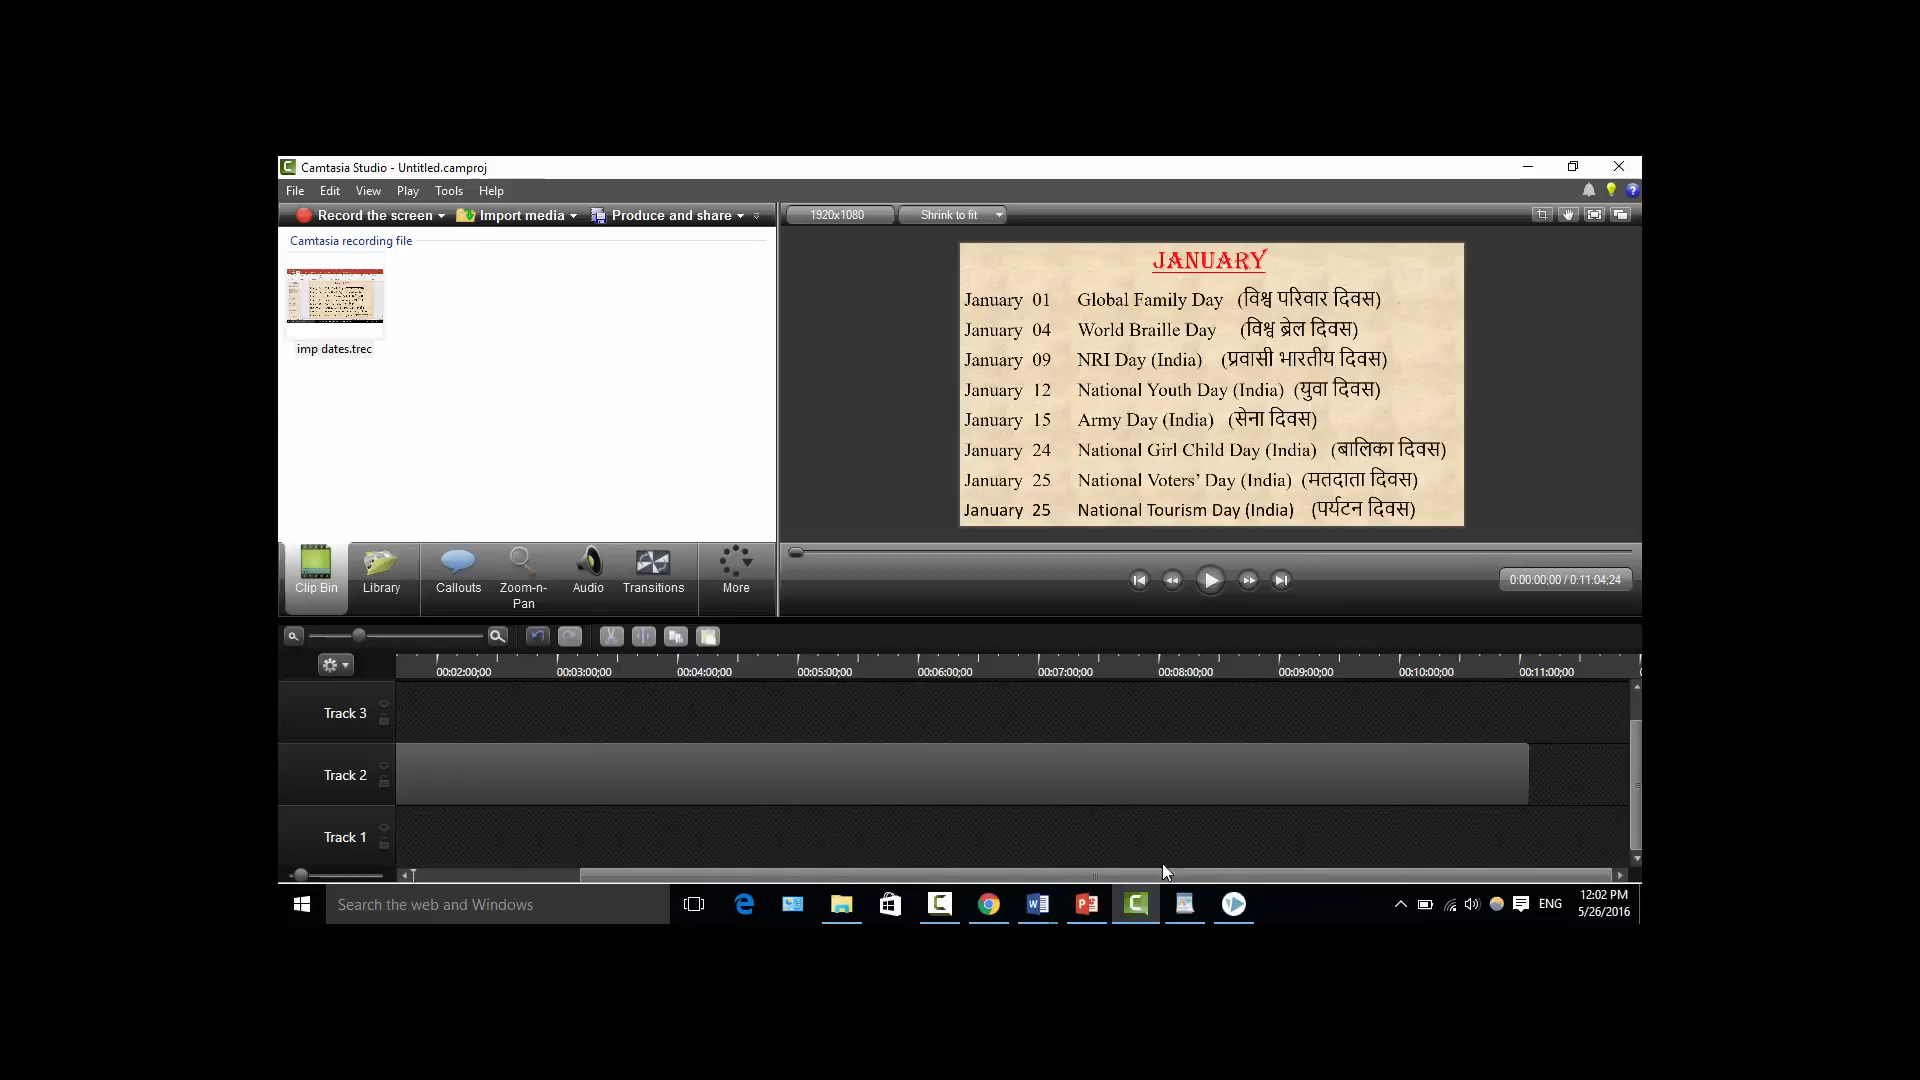 Camtasia Studio - Untitled.camproj
File Edit View Play Tools Help
Record the screen Import media Produce and share
1920x1080 Shrink to fit
Camtasia recording file
imp dates.trec
JANUARY
January 01 Global Family Day (विश्व परिवार दिवस)
January 04 World Braille Day (विश्व ब्रेल दिवस)
January 09 NRI Day (India) (प्रवासी भारतीय दिवस)
January 12 National Youth Day (India) (युवा दिवस)
January 15 Army Day (India) (सेना दिवस)
January 24 National Girl Child Day (India) (बालिका दिवस)
January 25 National Voters’ Day (India) (मतदाता दिवस)
January 25 National Tourism Day (India) (पर्यटन दिवस)
Clip Bin Library Callouts Zoom-n-Pan Audio Transitions More
0:00:00;00 / 0:11:04;24
00:02:00;00 00:03:00;00 00:04:00;00 00:05:00;00 00:06:00;00 00:07:00;00 00:08:00;00 00:09:00;00 00:10:00;00 00:11:00;00
Track 3
Track 2
Track 1
Search the web and Windows
ENG
12:02 PM
5/26/2016